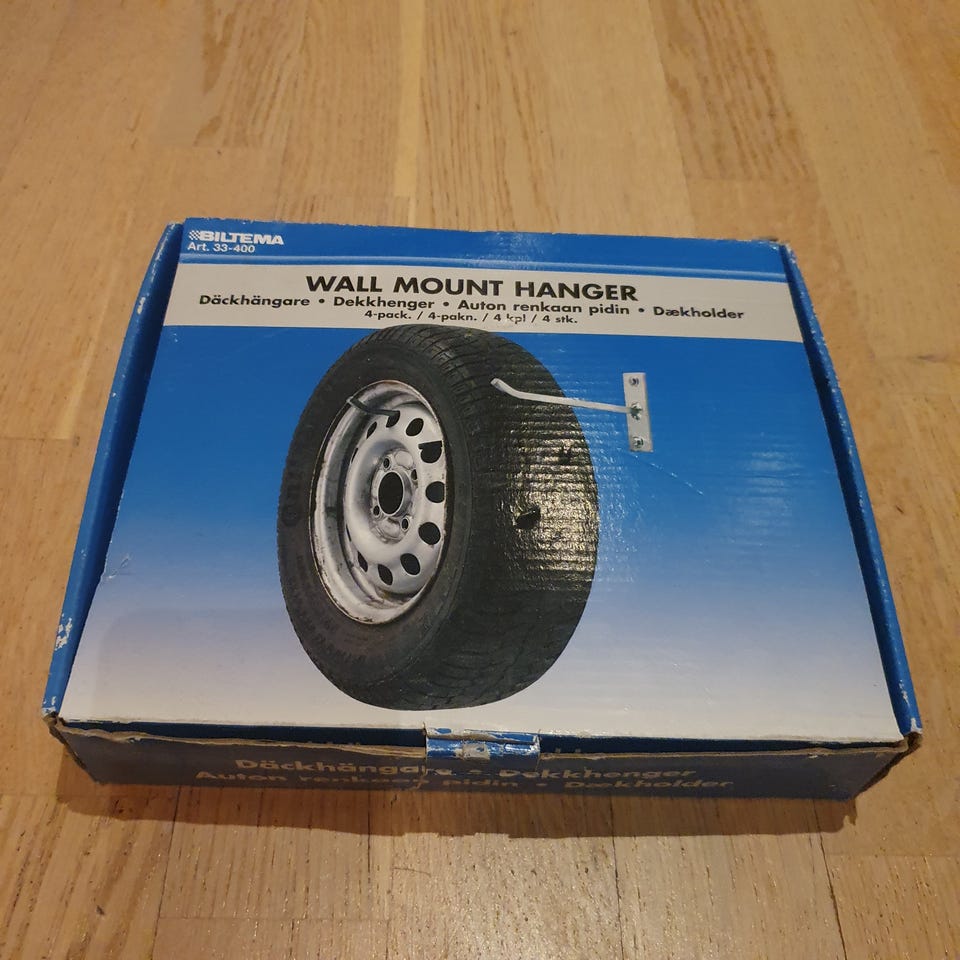 BILTEMA
Art. 33-400
WALL MOUNT HANGER
Däckhängare • Dekkhenger • Auton renkaan pidin • Dækholder
4-pack. / 4-pakn. / 4 kpl / 4 stk.
Däckhängare • Dekkhenger
Auton renkaan pidin • Dækholder